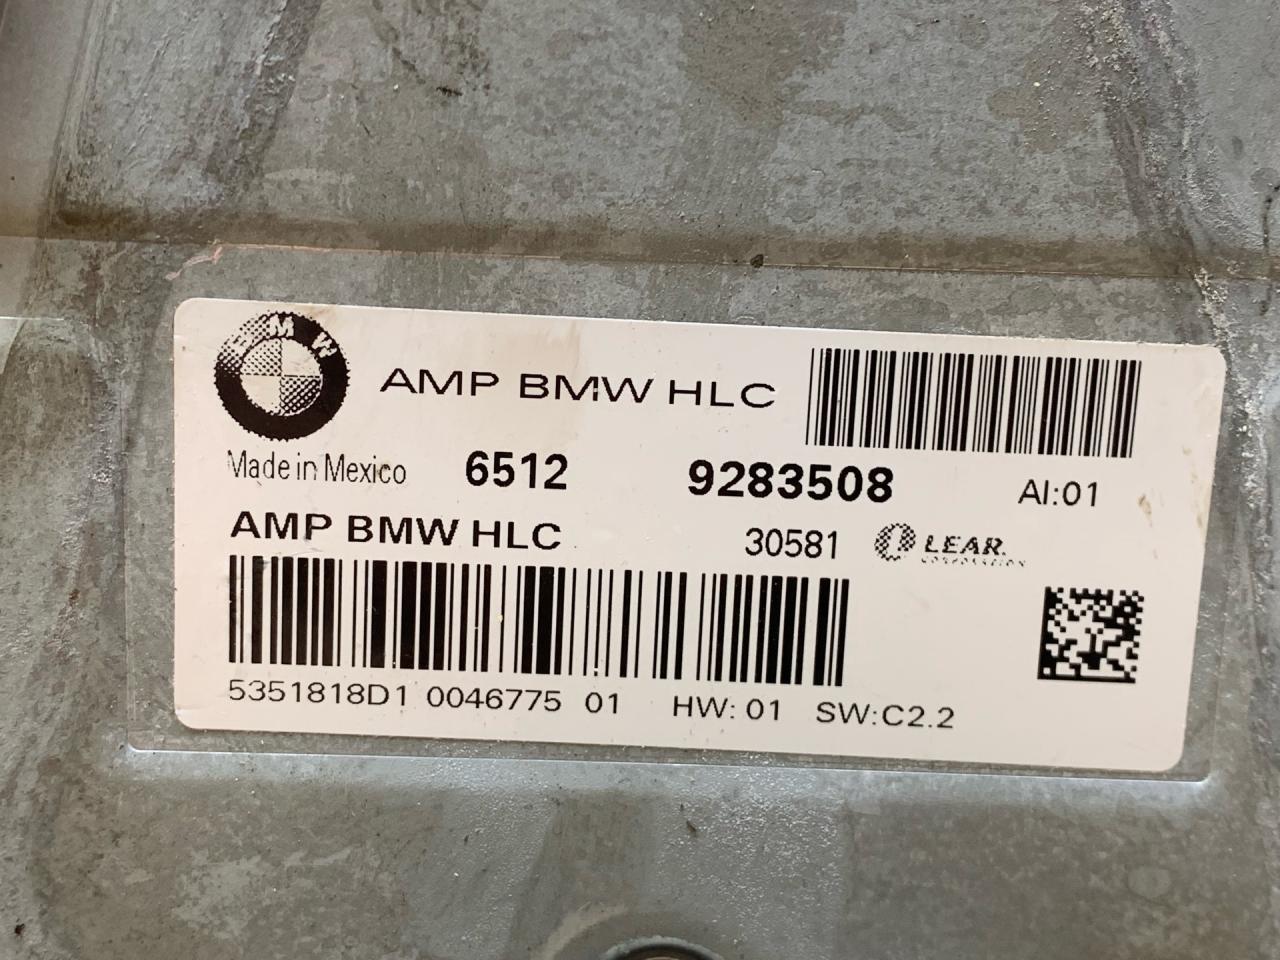 BMW
AMP BMW HLC
Made in Mexico 6512 9283508 AI:01
AMP BMW HLC 30581 LEAR.
CORPORATION
5351818D1 0046775 01 HW: 01 SW:C2.2